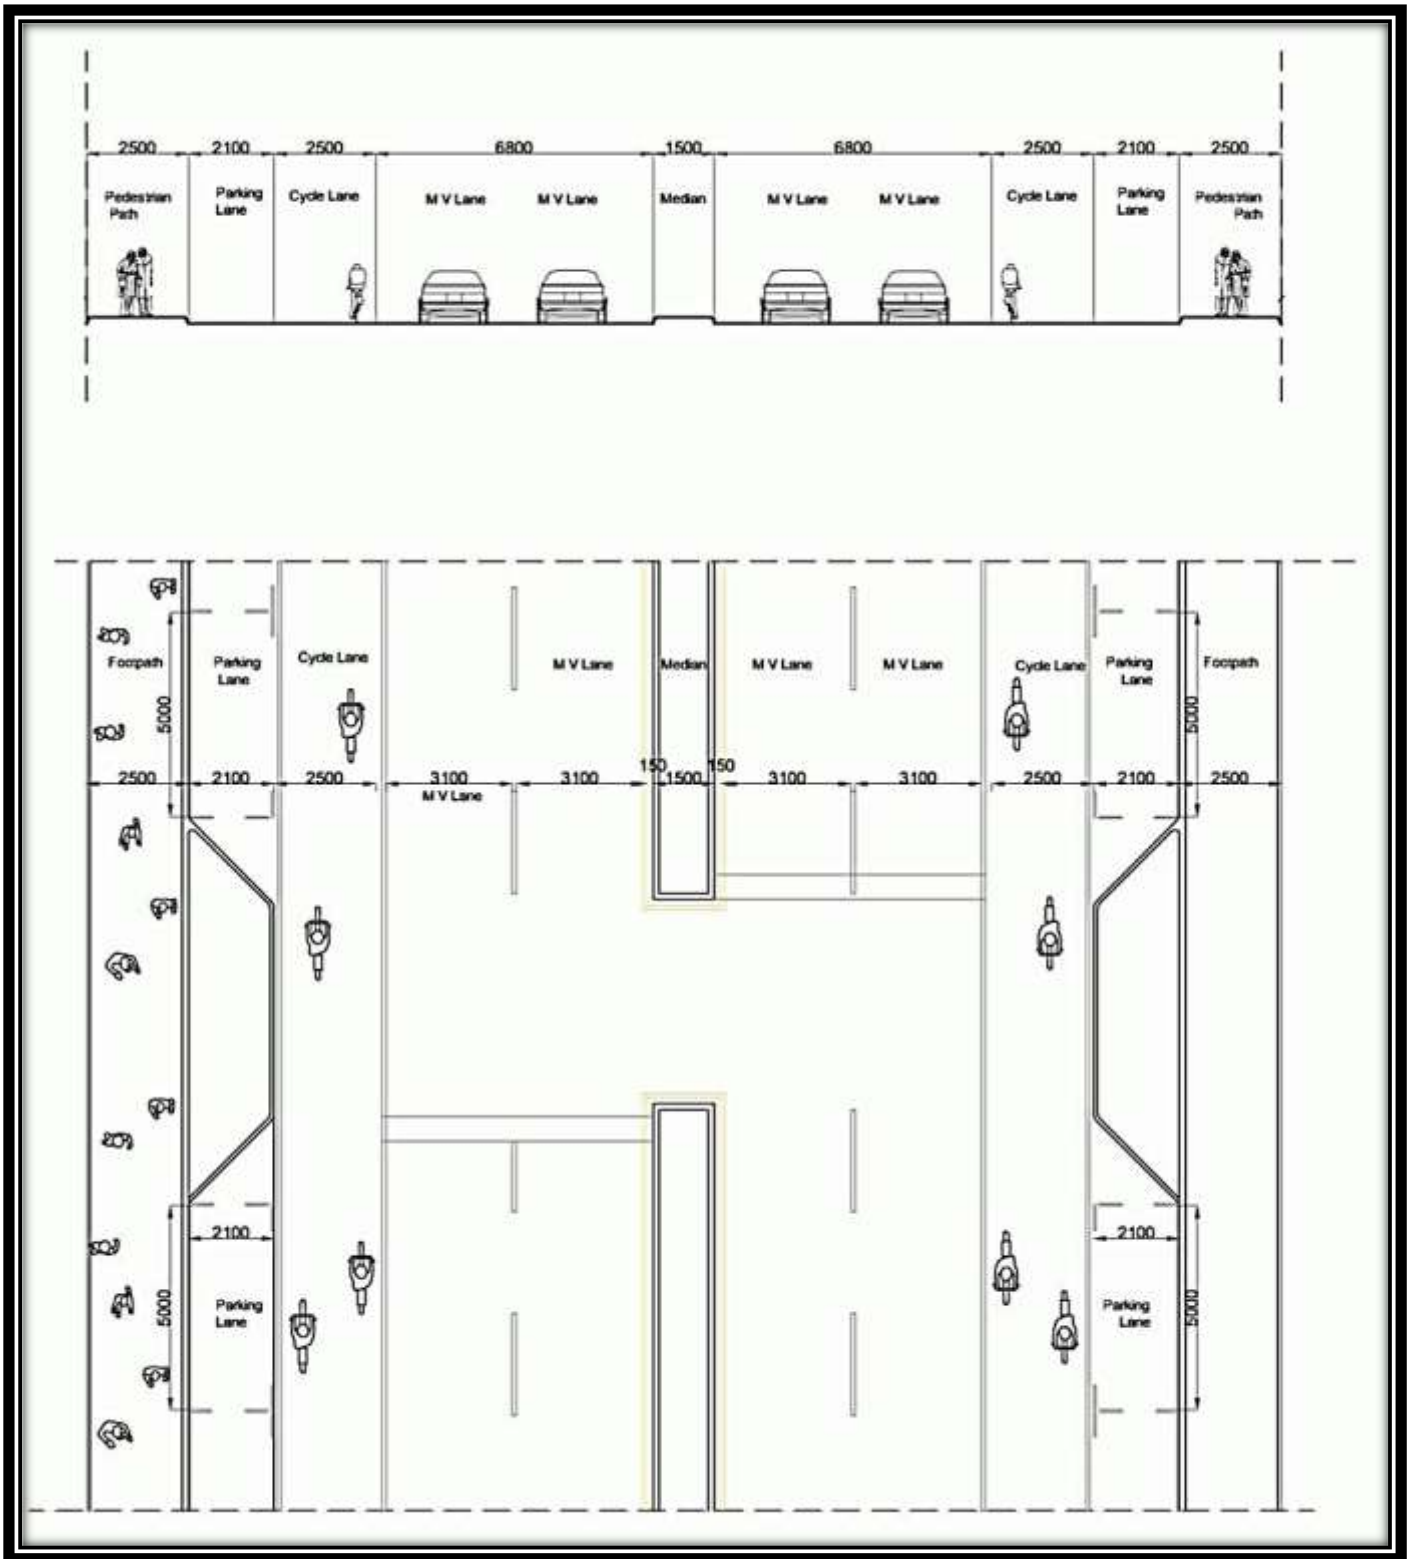 2500 2100 2500 6800 1500 6800 2500 2100 2500
Pedestrian
Path
Parking
Lane
Cycle Lane
M V Lane
M V Lane
Median
M V Lane
M V Lane
Cycle Lane
Parking
Lane
Pedestrian
Path
Footpath
Parking
Lane
Cycle Lane
M V Lane
Median
M V Lane
M V Lane
Cycle Lane
Parking
Lane
Footpath
5000
5000
2500 2100 2500 3100 3100 150 1500 150 3100 3100 2500 2100 2500
M V Lane
2100
2100
5000
Parking
Lane
Parking
Lane
5000